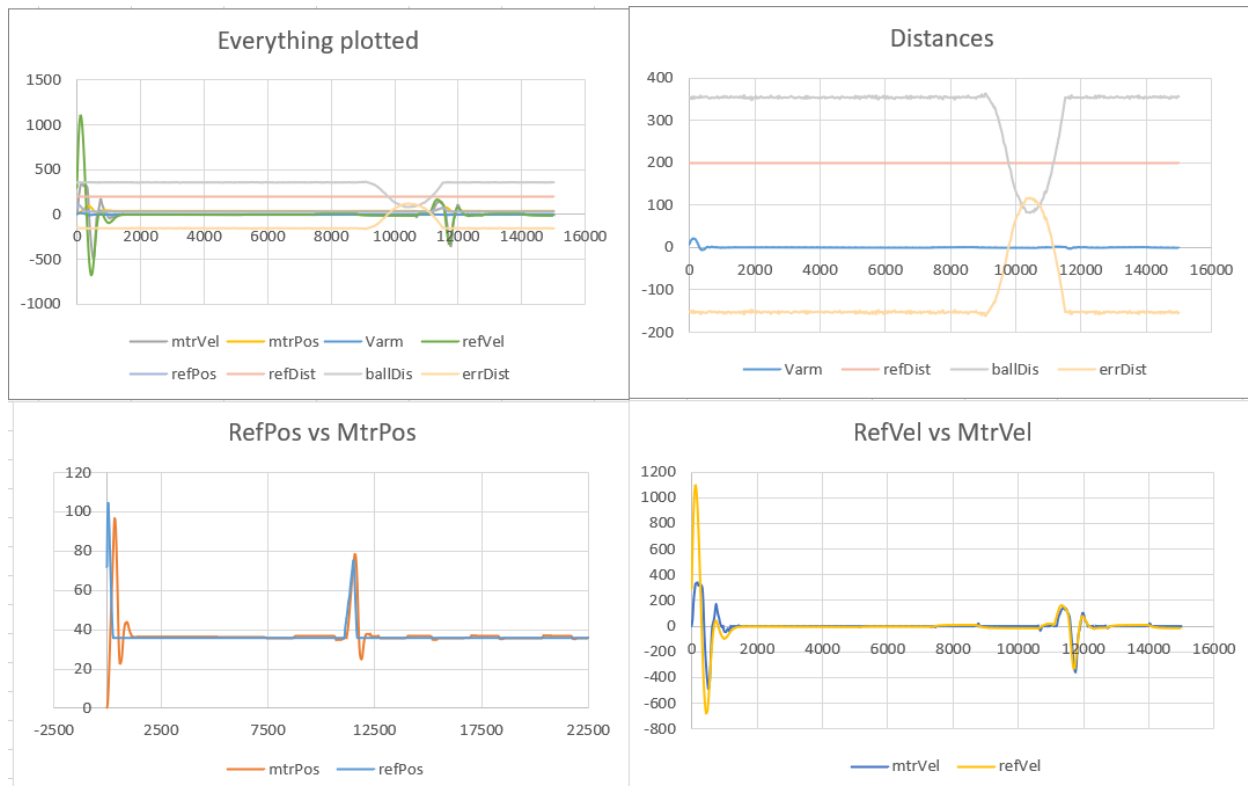 Everything plotted
1500
1000
500
0
-500
-1000
0 2000 4000 6000 8000 10000 12000 14000 16000
mtrVel mtrPos Varm refVel
refPos refDist ballDis errDist
Distances
400
300
200
100
0
-100
-200
0 2000 4000 6000 8000 10000 12000 14000 16000
Varm refDist ballDis errDist
RefPos vs MtrPos
120
100
80
60
40
20
0
-2500 2500 7500 12500 17500 22500
mtrPos refPos
RefVel vs MtrVel
1200
1000
800
600
400
200
0
-200
-400
-600
-800
0 2000 4000 6000 8000 10000 12000 14000 16000
mtrVel refVel